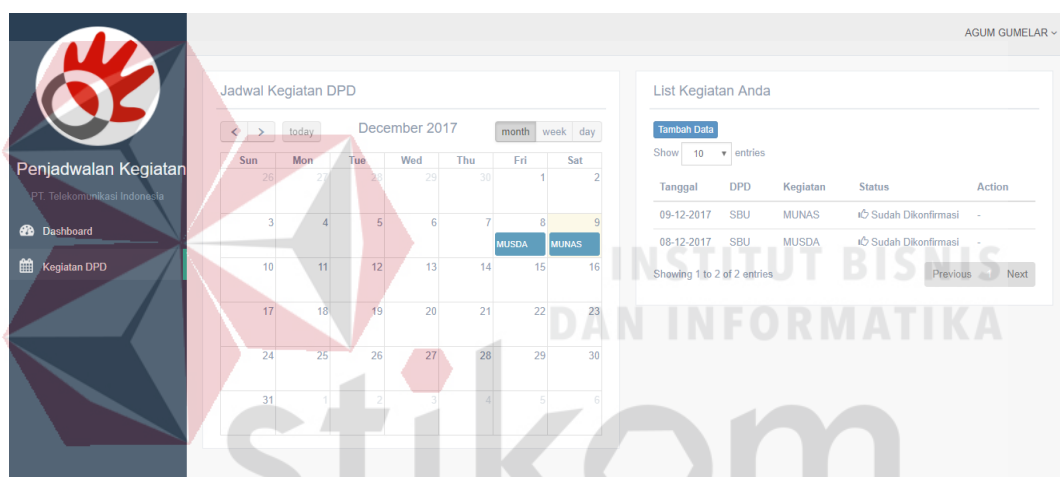 AGUM GUMELAR
Penjadwalan Kegiatan
PT. Telekomunikasi Indonesia
Dashboard
Kegiatan DPD
Jadwal Kegiatan DPD
< > today December 2017 month week day
Sun Mon Tue Wed Thu Fri Sat
26 27 28 29 30 1 2
3 4 5 6 7 8 9
MUSDA MUNAS
10 11 12 13 14 15 16
17 18 19 20 21 22 23
24 25 26 27 28 29 30
31 1 2 3 4 5 6
List Kegiatan Anda
Tambah Data
Show 10 entries
Tanggal DPD Kegiatan Status Action
09-12-2017 SBU MUNAS Sudah Dikonfirmasi -
08-12-2017 SBU MUSDA Sudah Dikonfirmasi -
Showing 1 to 2 of 2 entries
Previous 1 Next
INSTITUT BISNIS
DAN INFORMATIKA
stikom